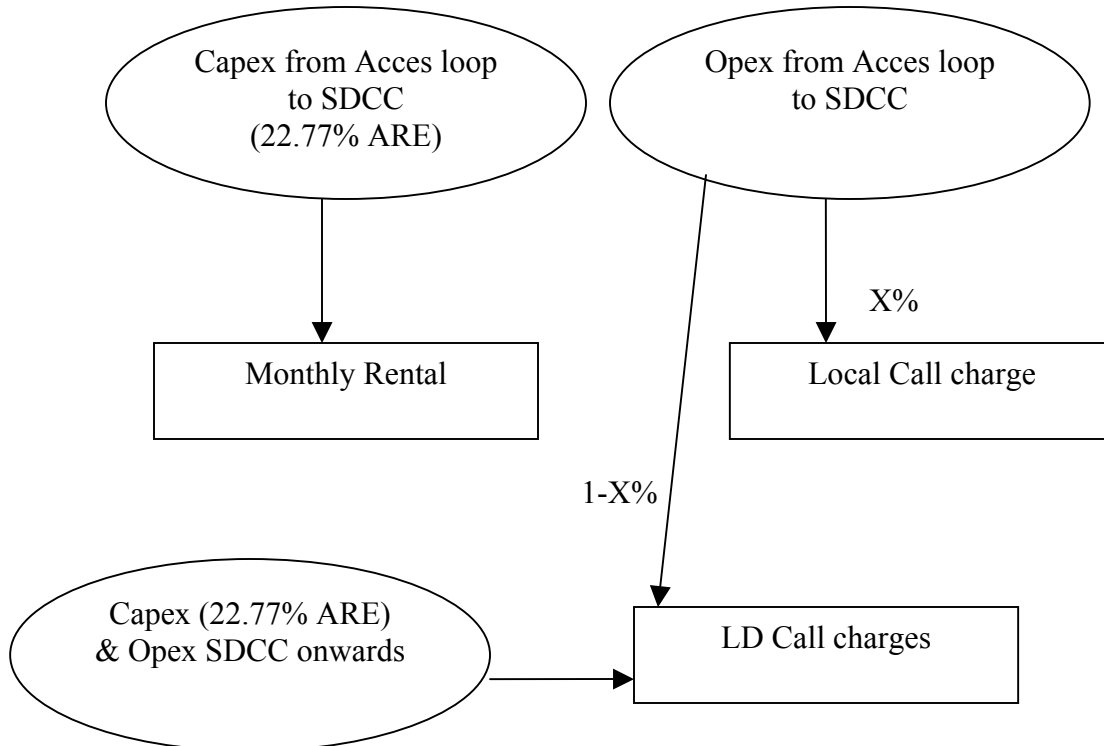 Capex from Acces loop
to SDCC
(22.77% ARE)
Opex from Acces loop
to SDCC
X%
Monthly Rental
Local Call charge
1-X%
Capex (22.77% ARE)
& Opex SDCC onwards
LD Call charges